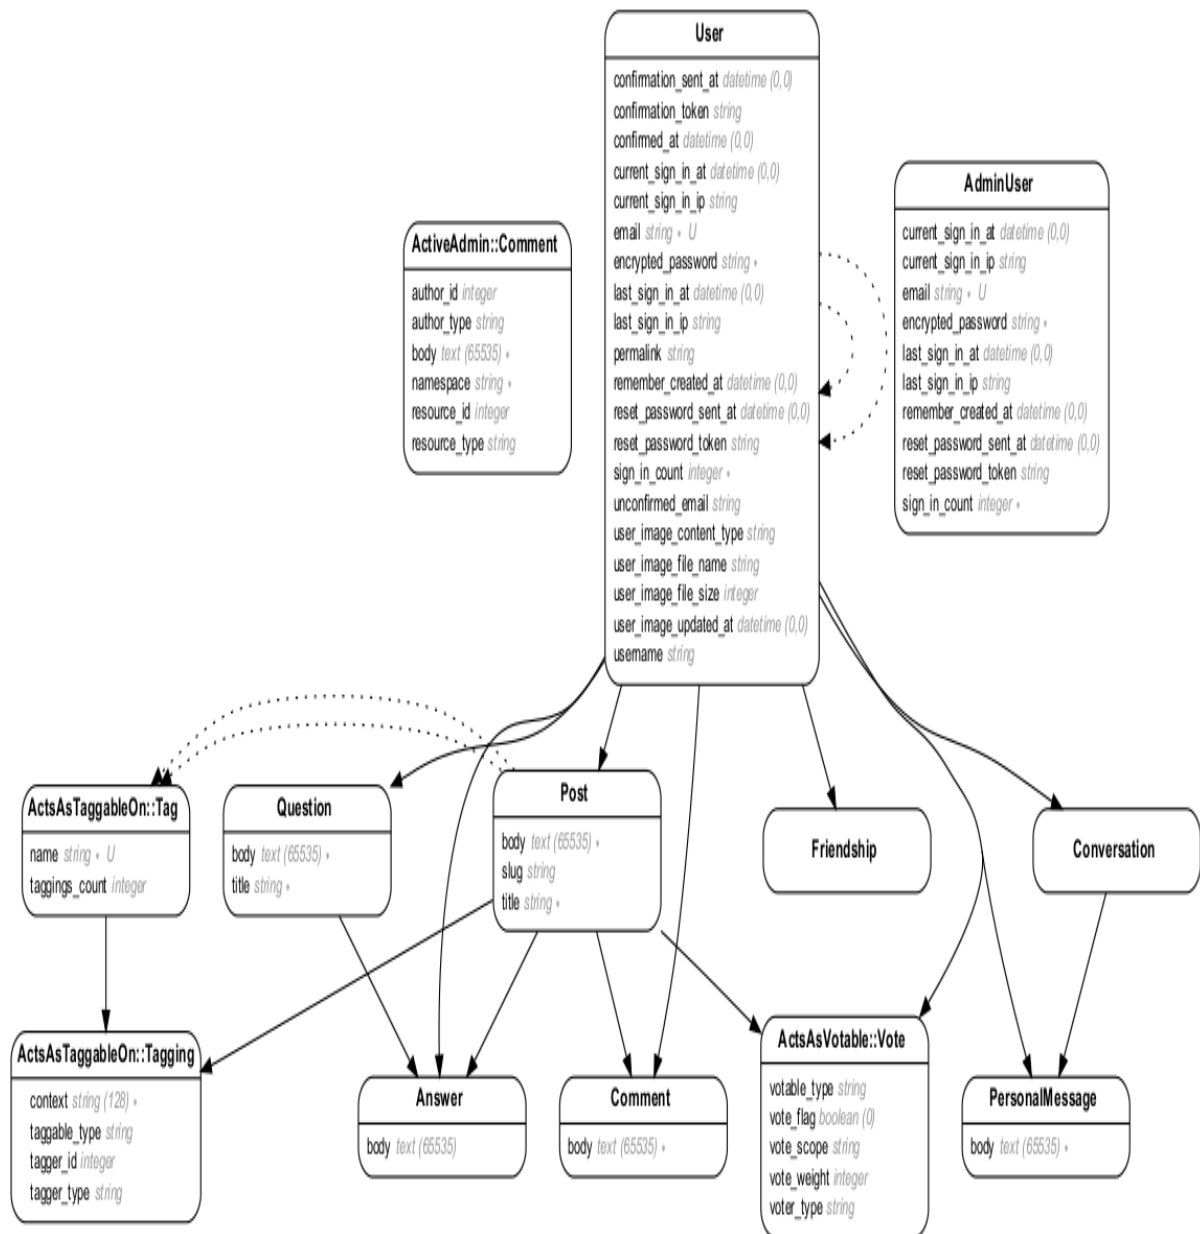 User
confirmation_sent_at datetime (0,0)
confirmation_token string
confirmed_at datetime (0,0)
current_sign_in_at datetime (0,0)
current_sign_in_ip string
email string * U
encrypted_password string *
last_sign_in_at datetime (0,0)
last_sign_in_ip string
permalink string
remember_created_at datetime (0,0)
reset_password_sent_at datetime (0,0)
reset_password_token string
sign_in_count integer *
unconfirmed_email string
user_image_content_type string
user_image_file_name string
user_image_file_size integer
user_image_updated_at datetime (0,0)
username string
AdminUser
current_sign_in_at datetime (0,0)
current_sign_in_ip string
email string * U
encrypted_password string *
last_sign_in_at datetime (0,0)
last_sign_in_ip string
remember_created_at datetime (0,0)
reset_password_sent_at datetime (0,0)
reset_password_token string
sign_in_count integer *
ActiveAdmin::Comment
author_id integer
author_type string
body text (65535) *
namespace string *
resource_id integer
resource_type string
ActsAsTaggableOn::Tag
name string * U
taggings_count integer
Question
body text (65535) *
title string *
Post
body text (65535) *
slug string
title string *
Friendship
Conversation
ActsAsTaggableOn::Tagging
context string (128) *
taggable_type string
tagger_id integer
tagger_type string
Answer
body text (65535)
Comment
body text (65535) *
ActsAsVotable::Vote
votable_type string
vote_flag boolean (0)
vote_scope string
vote_weight integer
voter_type string
PersonalMessage
body text (65535) *